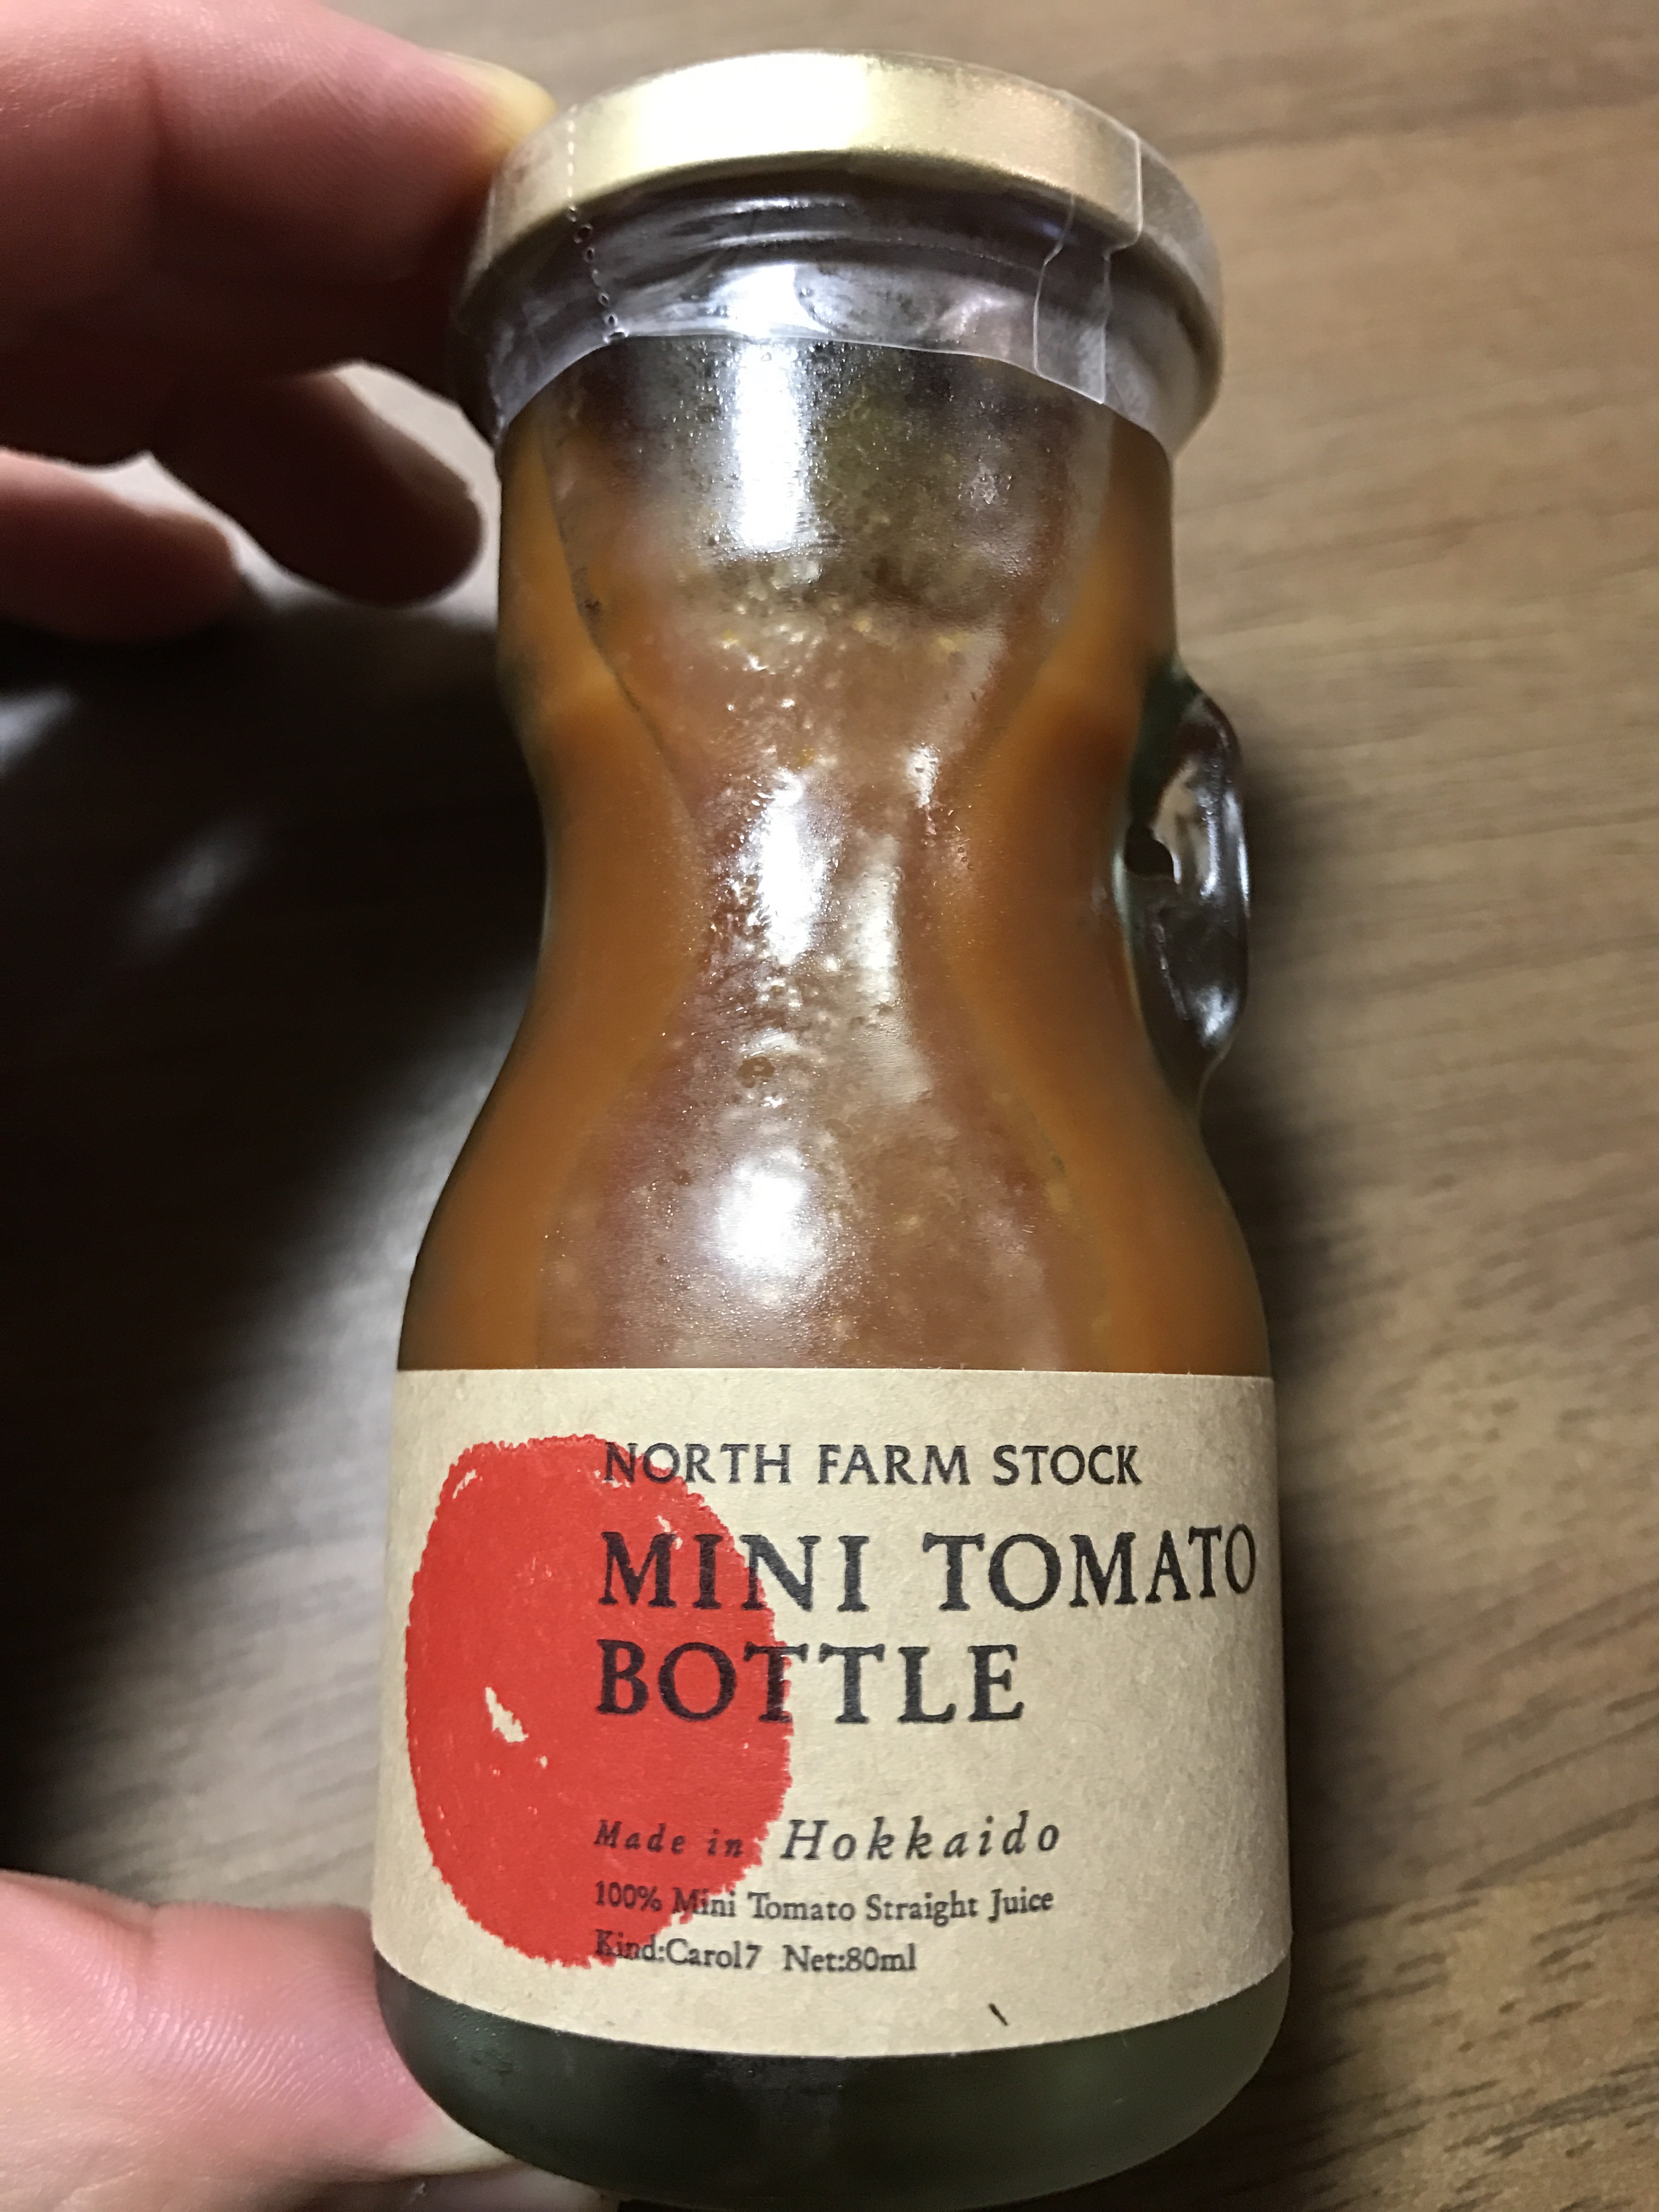 NORTH FARM STOCK
MINI TOMATO
BOTTLE
Made in Hokkaido
100% Mini Tomato Straight Juice
Kind:Carol7 Net:80ml